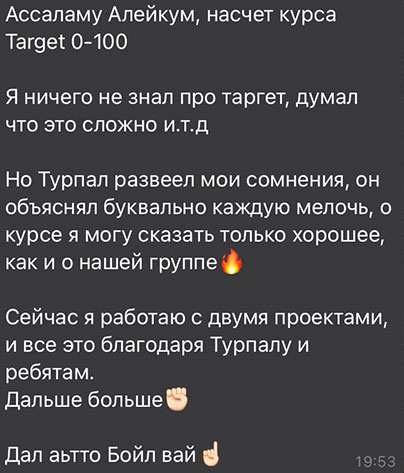 Ассаламу Алейкум, насчет курса
Target 0-100
Я ничего не знал про таргет, думал
что это сложно и.т.д
Но Турпал развеел мои сомнения, он
объяснял буквально каждую мелочь, о
курсе я могу сказать только хорошее,
как и о нашей группе🔥
Сейчас я работаю с двумя проектами,
и все это благодаря Турпалу и
ребятам.
Дальше больше✊🏻
Дал аьтто Бойл вай☝🏻
19:53